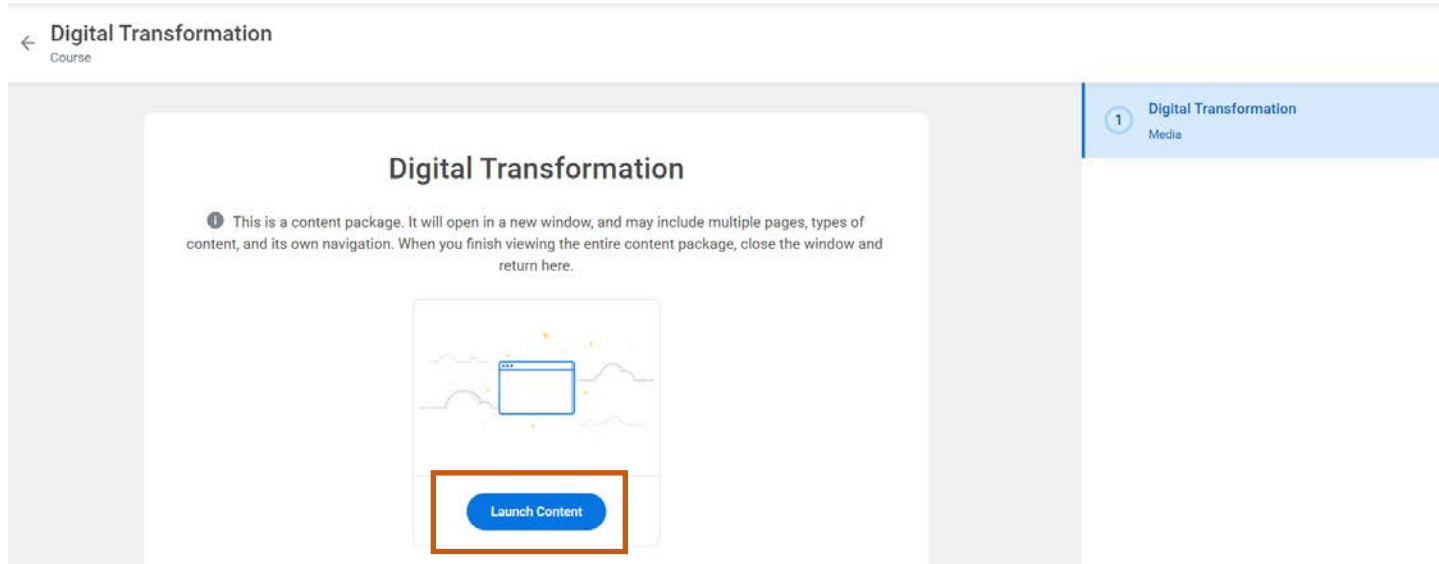 Digital Transformation
Course
Digital Transformation
This is a content package. It will open in a new window, and may include multiple pages, types of
content, and its own navigation. When you finish viewing the entire content package, close the window and
return here.
Launch Content
1
Digital Transformation
Media